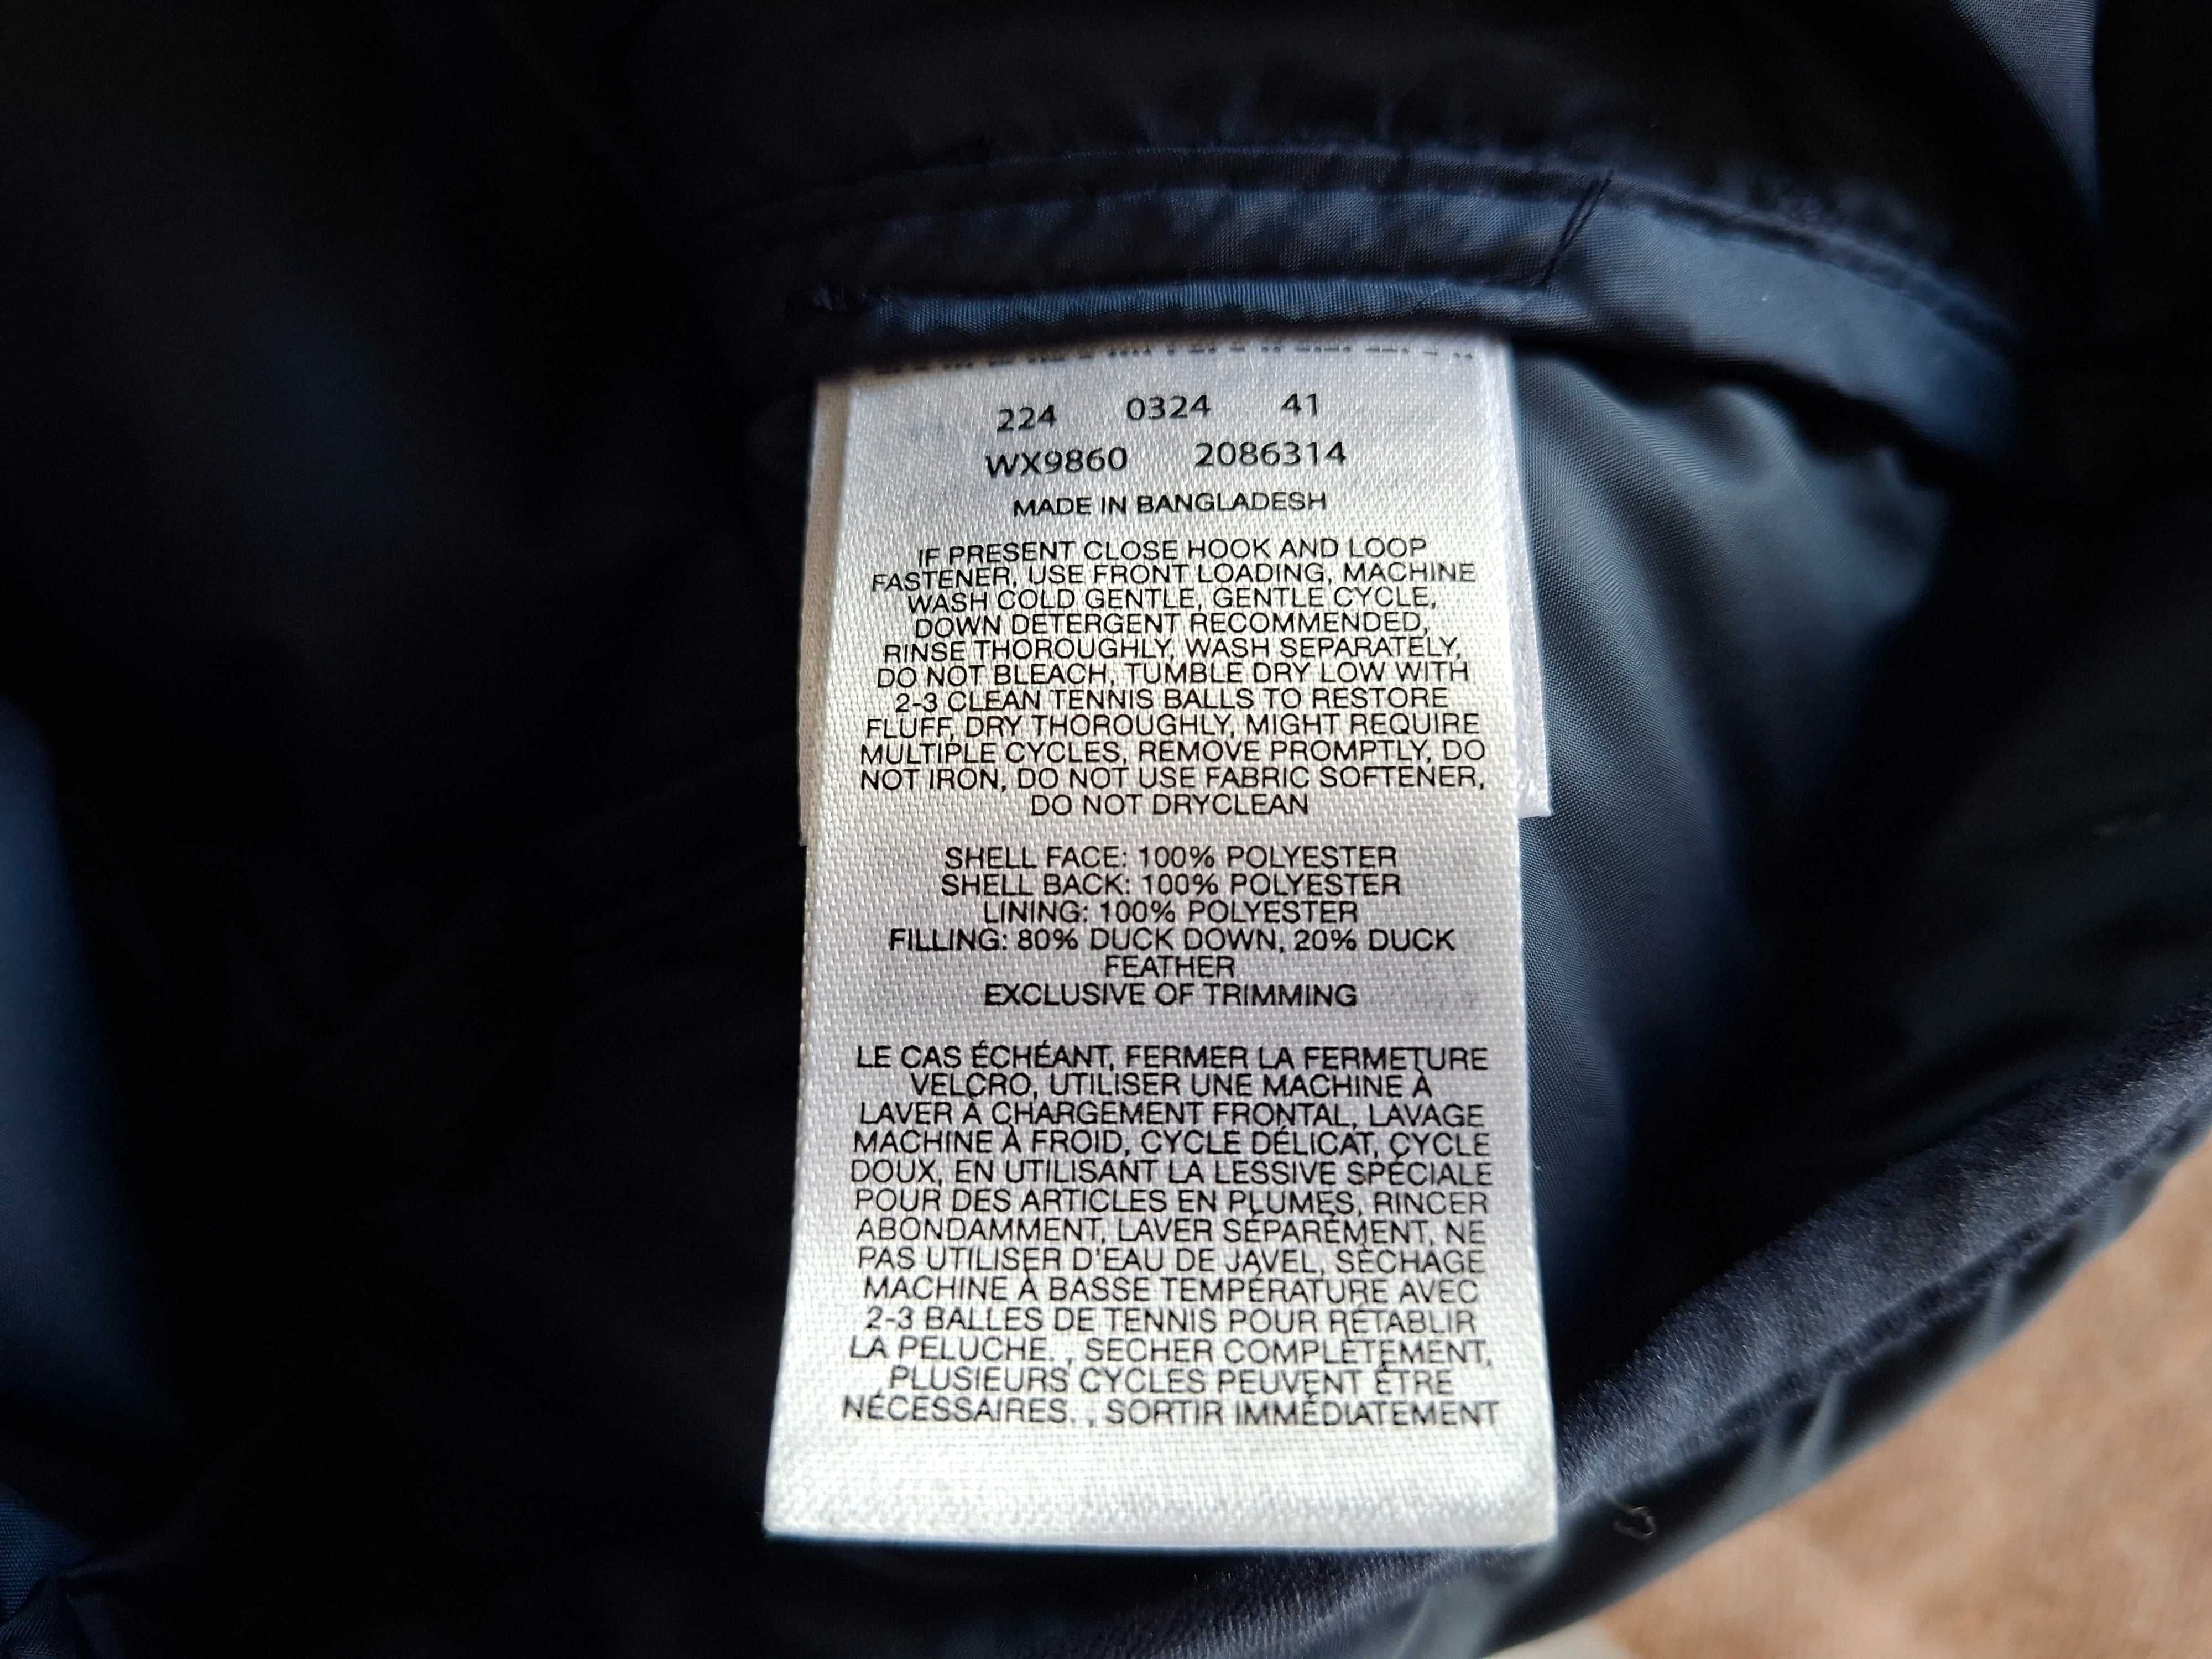 224 0324 41
WX9860 2086314
MADE IN BANGLADESH
IF PRESENT CLOSE HOOK AND LOOP
FASTENER, USE FRONT LOADING, MACHINE
WASH COLD GENTLE, GENTLE CYCLE,
DOWN DETERGENT RECOMMENDED,
RINSE THOROUGHLY, WASH SEPARATELY,
DO NOT BLEACH, TUMBLE DRY LOW WITH
2-3 CLEAN TENNIS BALLS TO RESTORE
FLUFF, DRY THOROUGHLY, MIGHT REQUIRE
MULTIPLE CYCLES, REMOVE PROMPTLY, DO
NOT IRON, DO NOT USE FABRIC SOFTENER,
DO NOT DRYCLEAN
SHELL FACE: 100% POLYESTER
SHELL BACK: 100% POLYESTER
LINING: 100% POLYESTER
FILLING: 80% DUCK DOWN, 20% DUCK
FEATHER
EXCLUSIVE OF TRIMMING
LE CAS ÉCHÉANT, FERMER LA FERMETURE
VELCRO, UTILISER UNE MACHINE À
LAVER À CHARGEMENT FRONTAL, LAVAGE
MACHINE À FROID, CYCLE DÉLICAT, CYCLE
DOUX, EN UTILISANT LA LESSIVE SPÉCIALE
POUR DES ARTICLES EN PLUMES, RINCER
ABONDAMMENT, LAVER SÉPARÉMENT, NE
PAS UTILISER D'EAU DE JAVEL, SÉCHAGE
MACHINE À BASSE TEMPÉRATURE AVEC
2-3 BALLES DE TENNIS POUR RÉTABLIR
LA PELUCHE. , SECHER COMPLÈTEMENT,
PLUSIEURS CYCLES PEUVENT ÊTRE
NÉCESSAIRES. , SORTIR IMMÉDIATEMENT